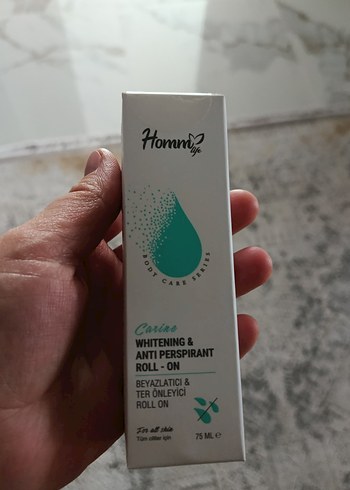 Homm
life
BODY CARE SERIES
Carine
WHITENING &
ANTI PERSPIRANT
ROLL - ON
BEYAZLATICI &
TER ÖNLEYİCİ
ROLL ON
For all skin
Tüm ciltler için
75 ML ℮